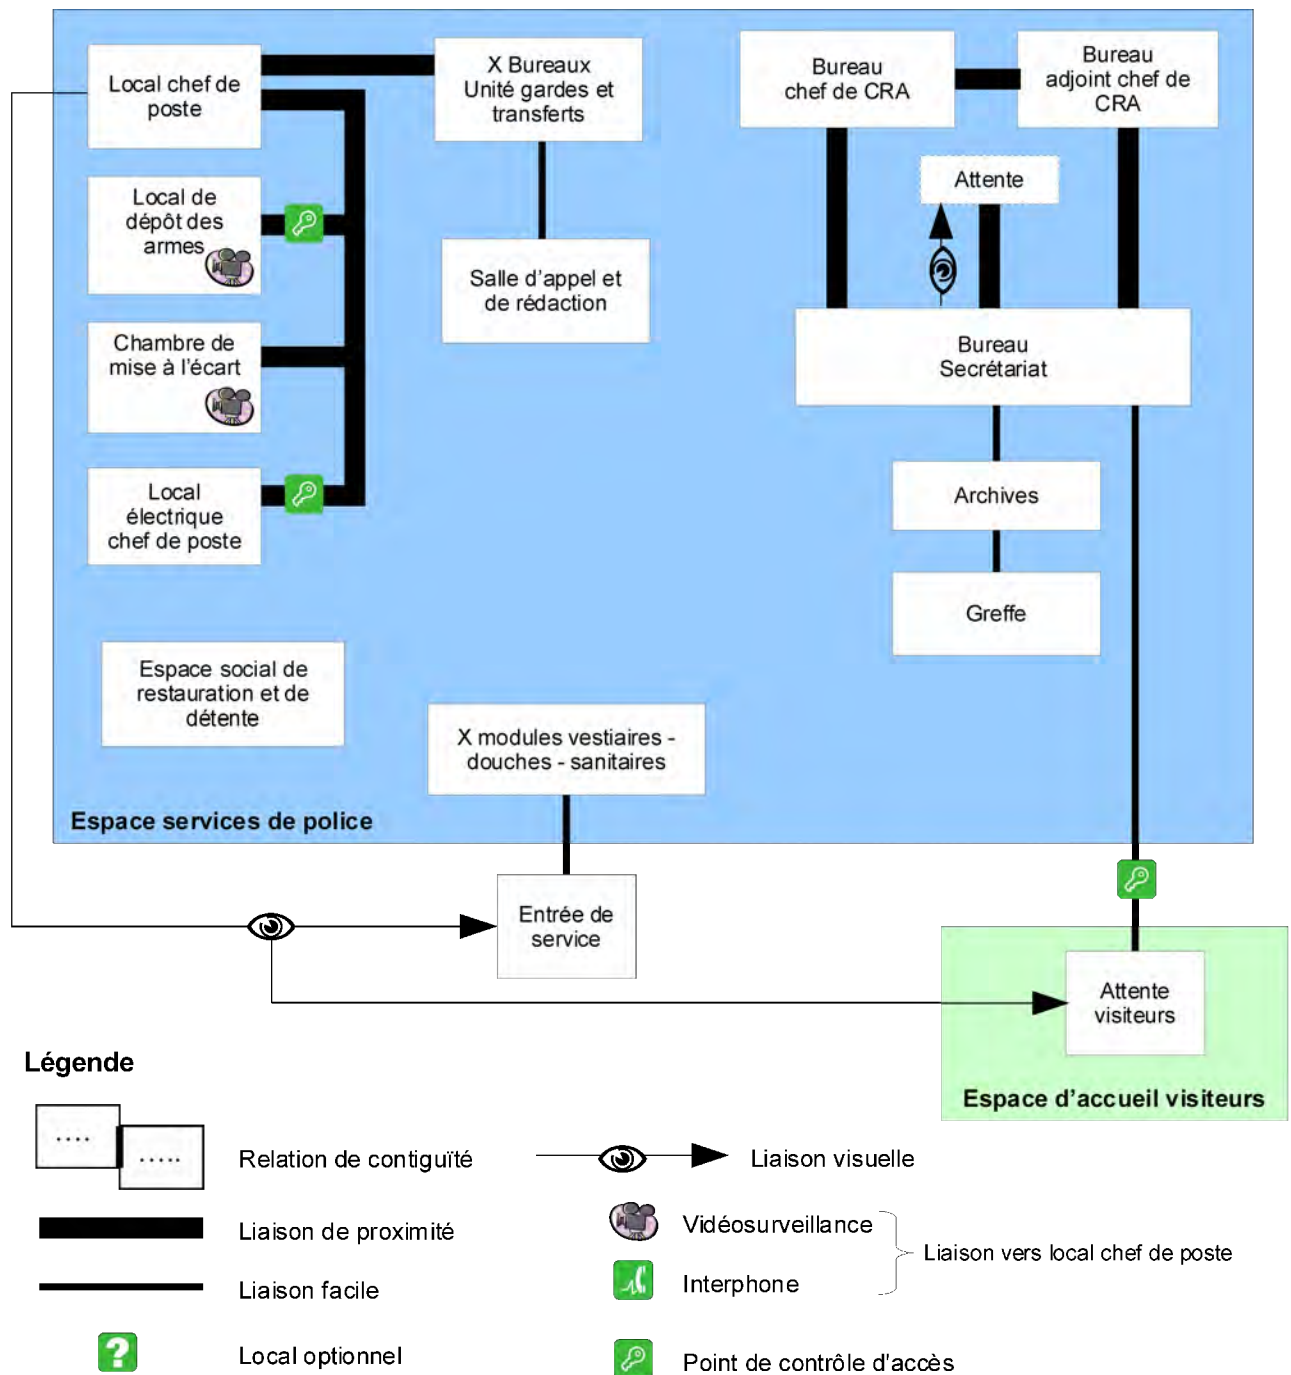 Local chef de
poste
X Bureaux
Unité gardes et
transferts
Bureau
chef de CRA
Bureau
adjoint chef de
CRA
Attente
Local de
dépôt des
armes
Salle d'appel et
de rédaction
Chambre de
mise à l'écart
Bureau
Secrétariat
Local
électrique
chef de poste
Archives
Greffe
Espace social de
restauration et de
détente
X modules vestiaires -
douches - sanitaires
Espace services de police
Entrée de
service
Attente
visiteurs
Espace d'accueil visiteurs
Légende
....
.....
Relation de contiguïté
Liaison de proximité
Liaison facile
?
Local optionnel
Liaison visuelle
Vidéosurveillance
Interphone
Liaison vers local chef de poste
Point de contrôle d'accès